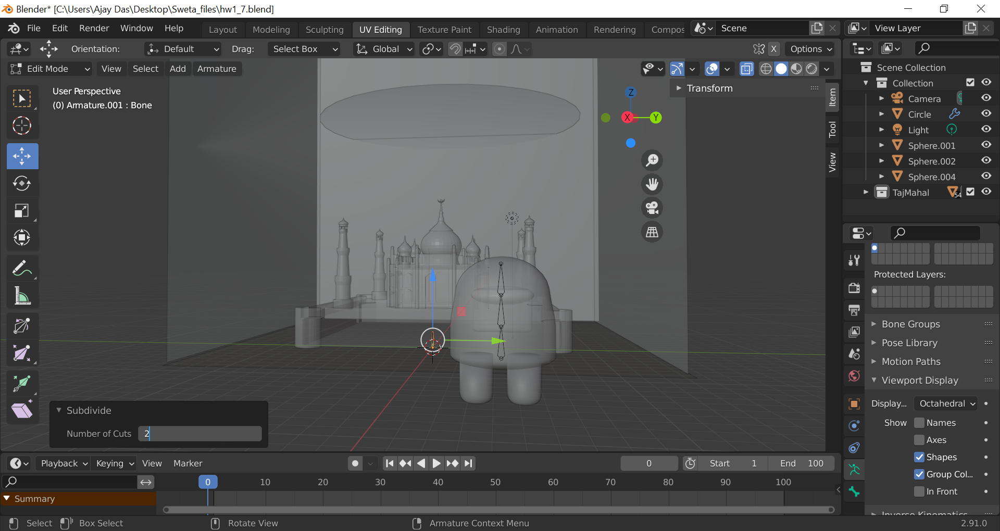 Blender* [C:\Users\Ajay Das\Desktop\Sweta_files\hw1_7.blend]
File Edit Render Window Help Layout Modeling Sculpting UV Editing Texture Paint Shading Animation Rendering Compos Scene View Layer
Orientation: Default Drag: Select Box Global X Options
Edit Mode View Select Add Armature
User Perspective
(0) Armature.001 : Bone
Transform
Z
X
Y
Item
Tool
View
Scene Collection
Collection
Camera
Circle
Light
Sphere.001
Sphere.002
Sphere.004
TajMahal 54
Protected Layers:
Bone Groups
Pose Library
Motion Paths
Viewport Display
Display... Octahedral
Show Names
Axes
Shapes
Group Col...
In Front
Inverse Kinematics
Subdivide
Number of Cuts 2
Playback Keying View Marker 0 Start 1 End 100
0 10 20 30 40 50 60 70 80 90 100
Summary
Select Box Select Rotate View Armature Context Menu 2.91.0